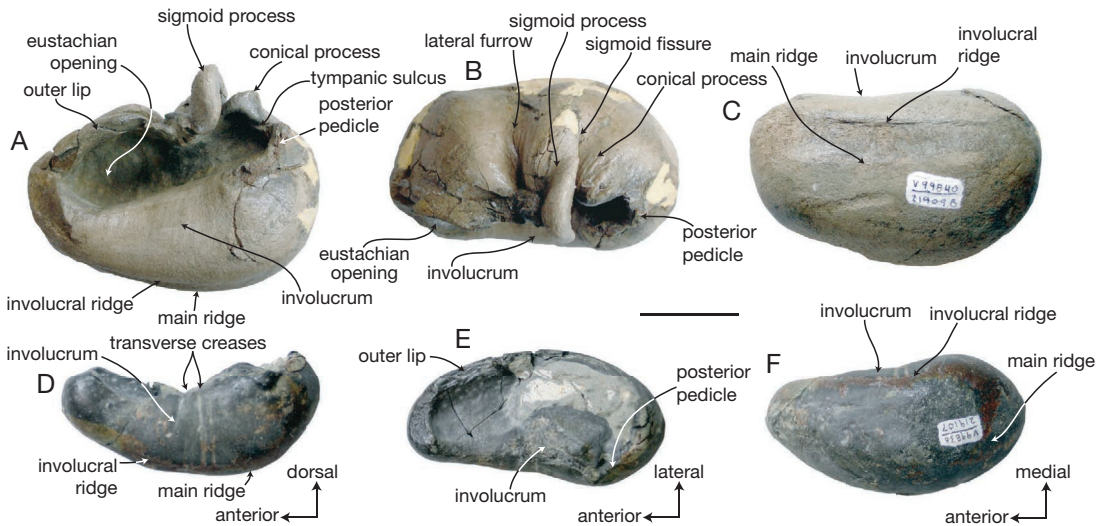 A
sigmoid process
eustachian
opening
outer lip
conical process
tympanic sulcus
posterior
pedicle
involucral ridge
main ridge
involucrum
B
lateral furrow
sigmoid process
sigmoid fissure
conical process
eustachian
opening
involucrum
posterior
pedicle
C
main ridge
involucrum
involucral
ridge
V99840
219098
D
involucrum
transverse creases
involucral
ridge
main ridge
dorsal
anterior
E
outer lip
involucrum
posterior
pedicle
lateral
anterior
F
involucrum
involucral ridge
main ridge
219107
medial
anterior